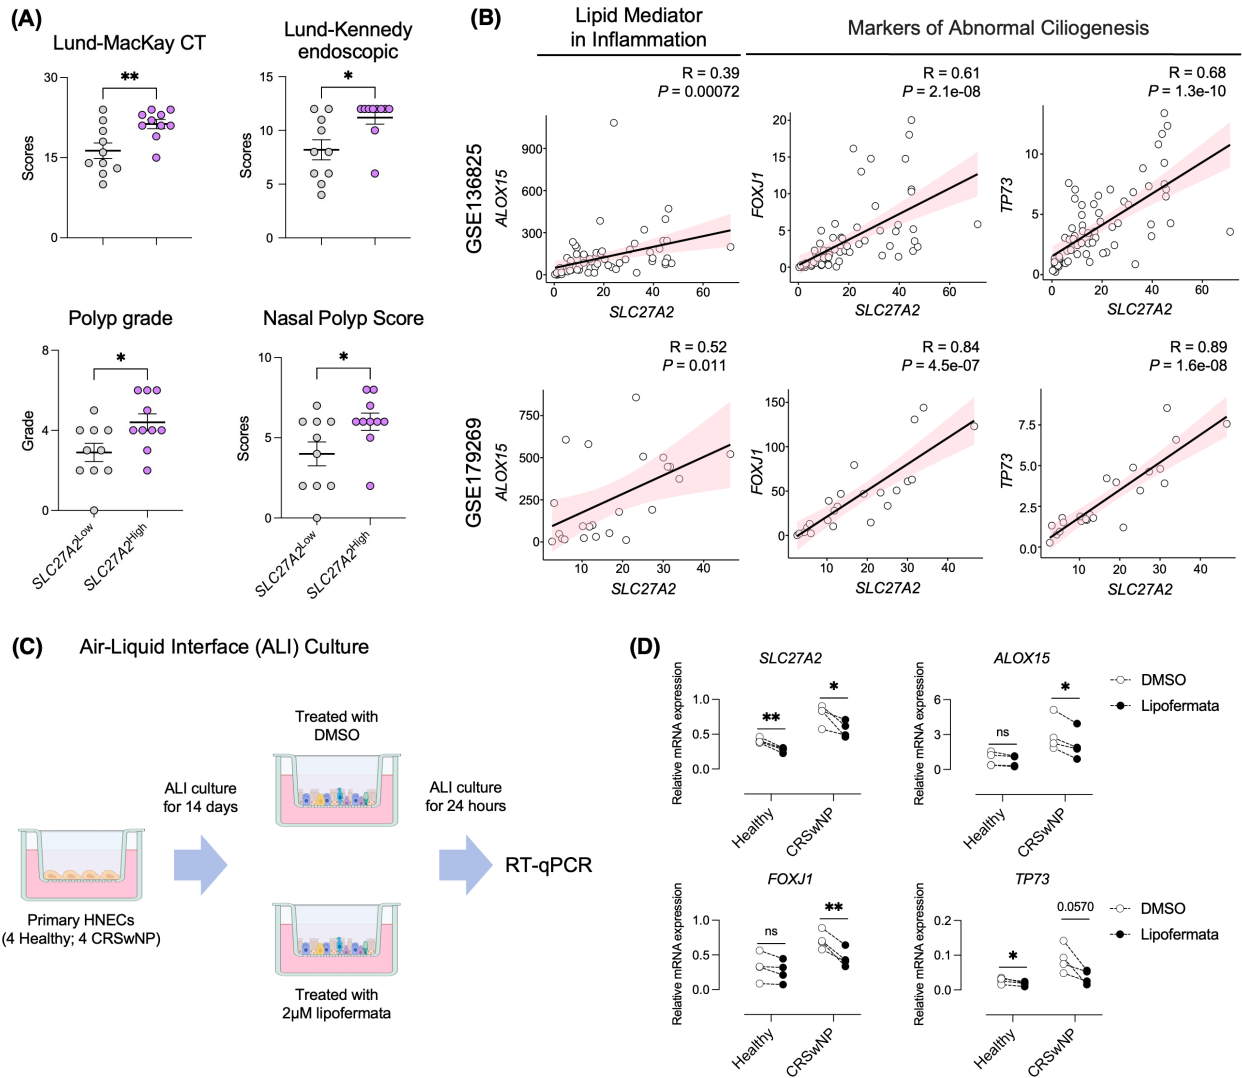 (A)
Lund-MacKay CT
30
15
0
Scores
**
Lund-Kennedy
endoscopic
15
10
5
0
Scores
*
Polyp grade
8
4
0
Grade
*
SLC27A2Low
SLC27A2High
Nasal Polyp Score
10
5
0
Scores
*
SLC27A2Low
SLC27A2High
(B)
Lipid Mediator
in Inflammation
Markers of Abnormal Ciliogenesis
GSE136825
R = 0.39
P = 0.00072
ALOX15
900
600
300
0
0 20 40 60
SLC27A2
R = 0.61
P = 2.1e-08
FOXJ1
20
15
10
5
0
0 20 40 60
SLC27A2
R = 0.68
P = 1.3e-10
TP73
10
5
0
0 20 40 60
SLC27A2
GSE179269
R = 0.52
P = 0.011
ALOX15
750
500
250
0
10 20 30 40
SLC27A2
R = 0.84
P = 4.5e-07
FOXJ1
150
100
50
0
10 20 30 40
SLC27A2
R = 0.89
P = 1.6e-08
TP73
7.5
5.0
2.5
0.0
10 20 30 40
SLC27A2
(C)
Air-Liquid Interface (ALI) Culture
Primary HNECs
(4 Healthy; 4 CRSwNP)
ALI culture
for 14 days
Treated with
DMSO
Treated with
2μM lipofermata
ALI culture
for 24 hours
RT-qPCR
(D)
SLC27A2
Relative mRNA expression
1.0
0.5
0.0
**
*
Healthy
CRSwNP
ALOX15
Relative mRNA expression
6
3
0
ns
*
Healthy
CRSwNP
DMSO
Lipofermata
FOXJ1
Relative mRNA expression
1.0
0.5
0.0
ns
**
Healthy
CRSwNP
TP73
Relative mRNA expression
0.2
0.1
0.0
*
0.0570
Healthy
CRSwNP
DMSO
Lipofermata